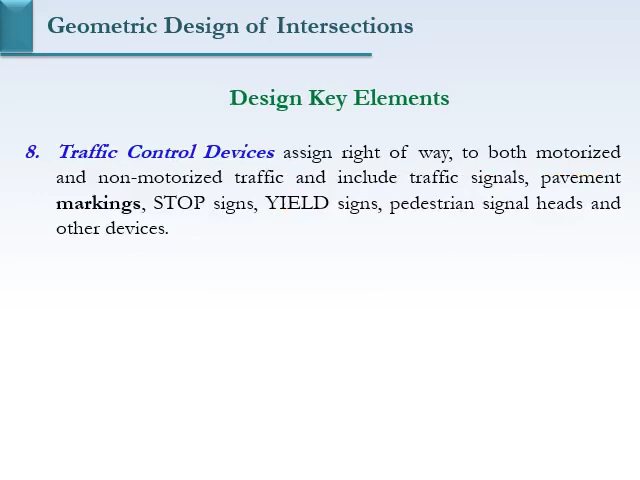 Geometric Design of Intersections
Design Key Elements
8. Traffic Control Devices assign right of way, to both motorized
and non-motorized traffic and include traffic signals, pavement
markings, STOP signs, YIELD signs, pedestrian signal heads and
other devices.